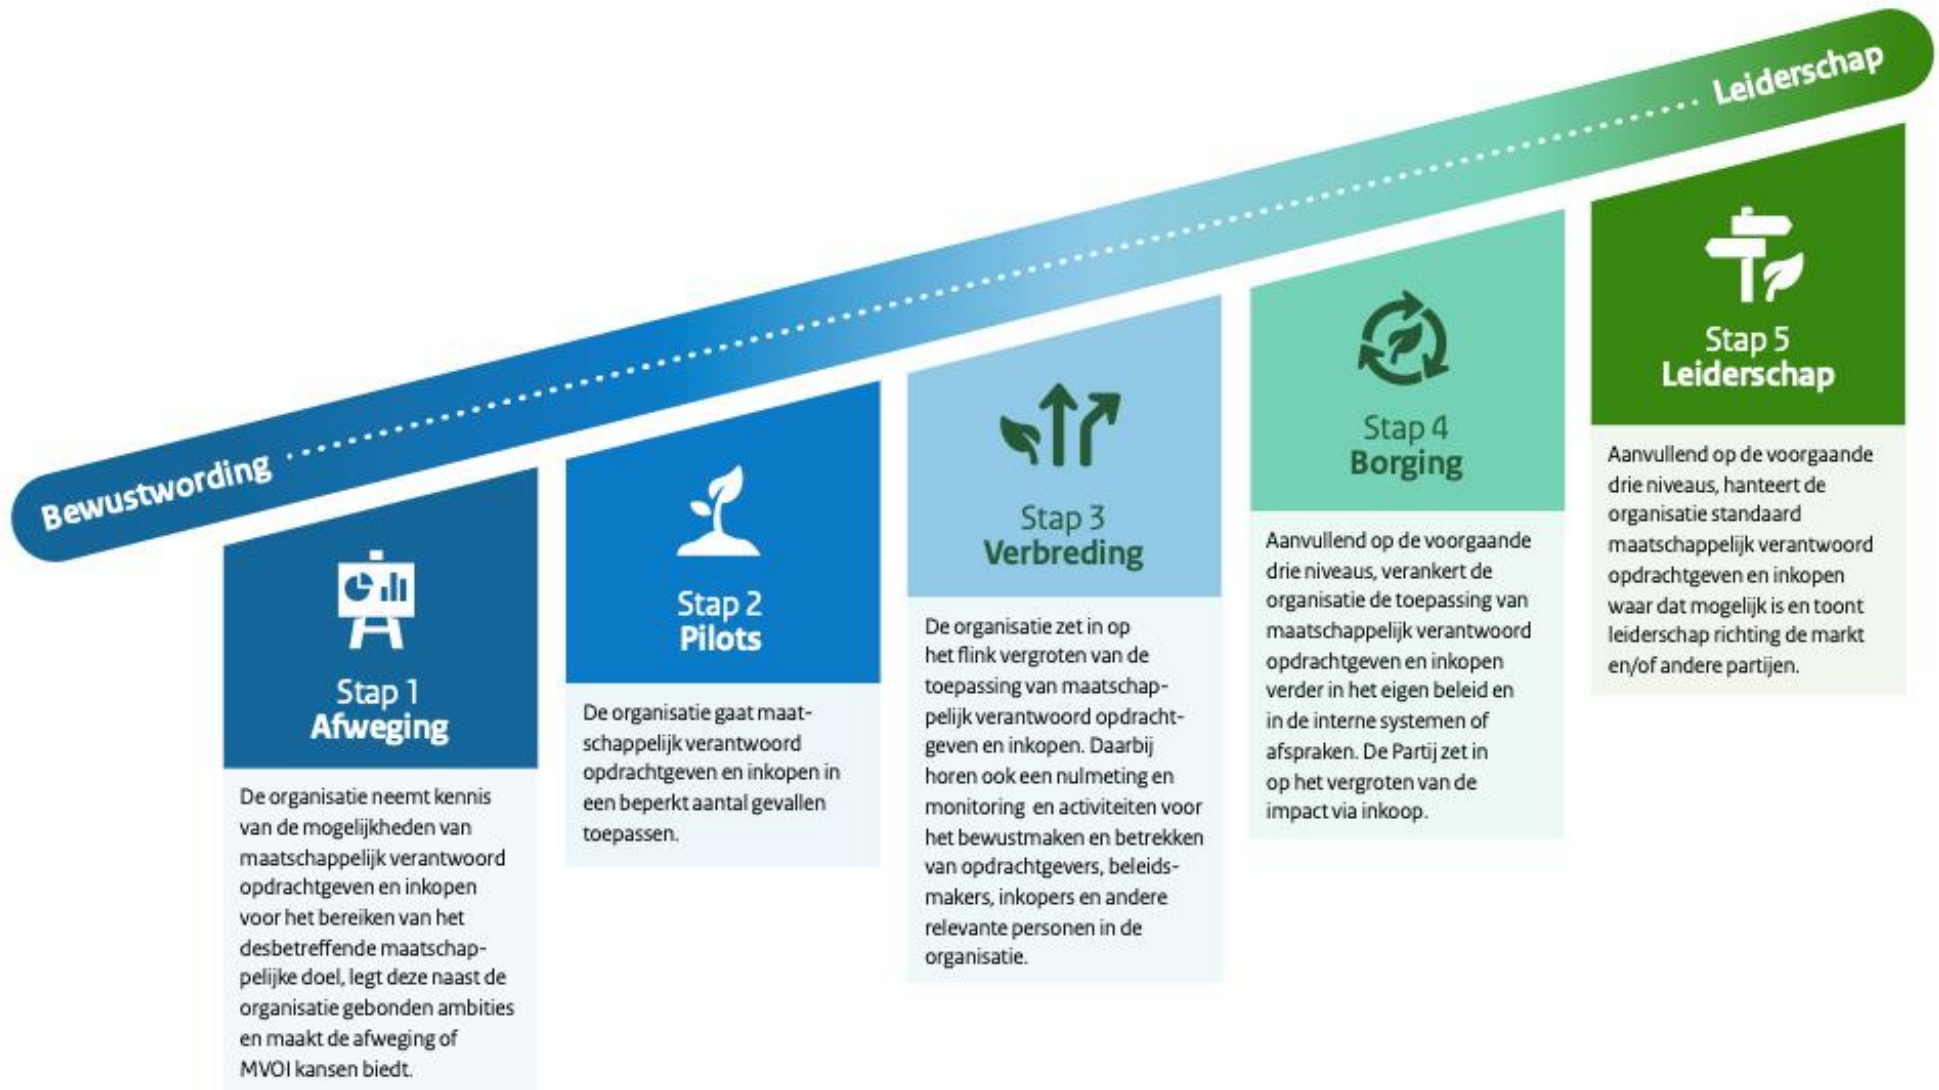 Bewustwording
Leiderschap
Stap 1
Afweging
De organisatie neemt kennis
van de mogelijkheden van
maatschappelijk verantwoord
opdrachtgeven en inkopen
voor het bereiken van het
desbetreffende maatschap-
pelijke doel, legt deze naast de
organisatie gebonden ambities
en maakt de afweging of
MVOI kansen biedt.
Stap 2
Pilots
De organisatie gaat maat-
schappelijk verantwoord
opdrachtgeven en inkopen in
een beperkt aantal gevallen
toepassen.
Stap 3
Verbreding
De organisatie zet in op
het flink vergroten van de
toepassing van maatschap-
pelijk verantwoord opdracht-
geven en inkopen. Daarbij
horen ook een nulmeting en
monitoring en activiteiten voor
het bewustmaken en betrekken
van opdrachtgevers, beleids-
makers, inkopers en andere
relevante personen in de
organisatie.
Stap 4
Borging
Aanvullend op de voorgaande
drie niveaus, verankert de
organisatie de toepassing van
maatschappelijk verantwoord
opdrachtgeven en inkopen
verder in het eigen beleid en
in de interne systemen of
afspraken. De Partij zet in
op het vergroten van de
impact via inkoop.
Stap 5
Leiderschap
Aanvullend op de voorgaande
drie niveaus, hanteert de
organisatie standaard
maatschappelijk verantwoord
opdrachtgeven en inkopen
waar dat mogelijk is en toont
leiderschap richting de markt
en/of andere partijen.